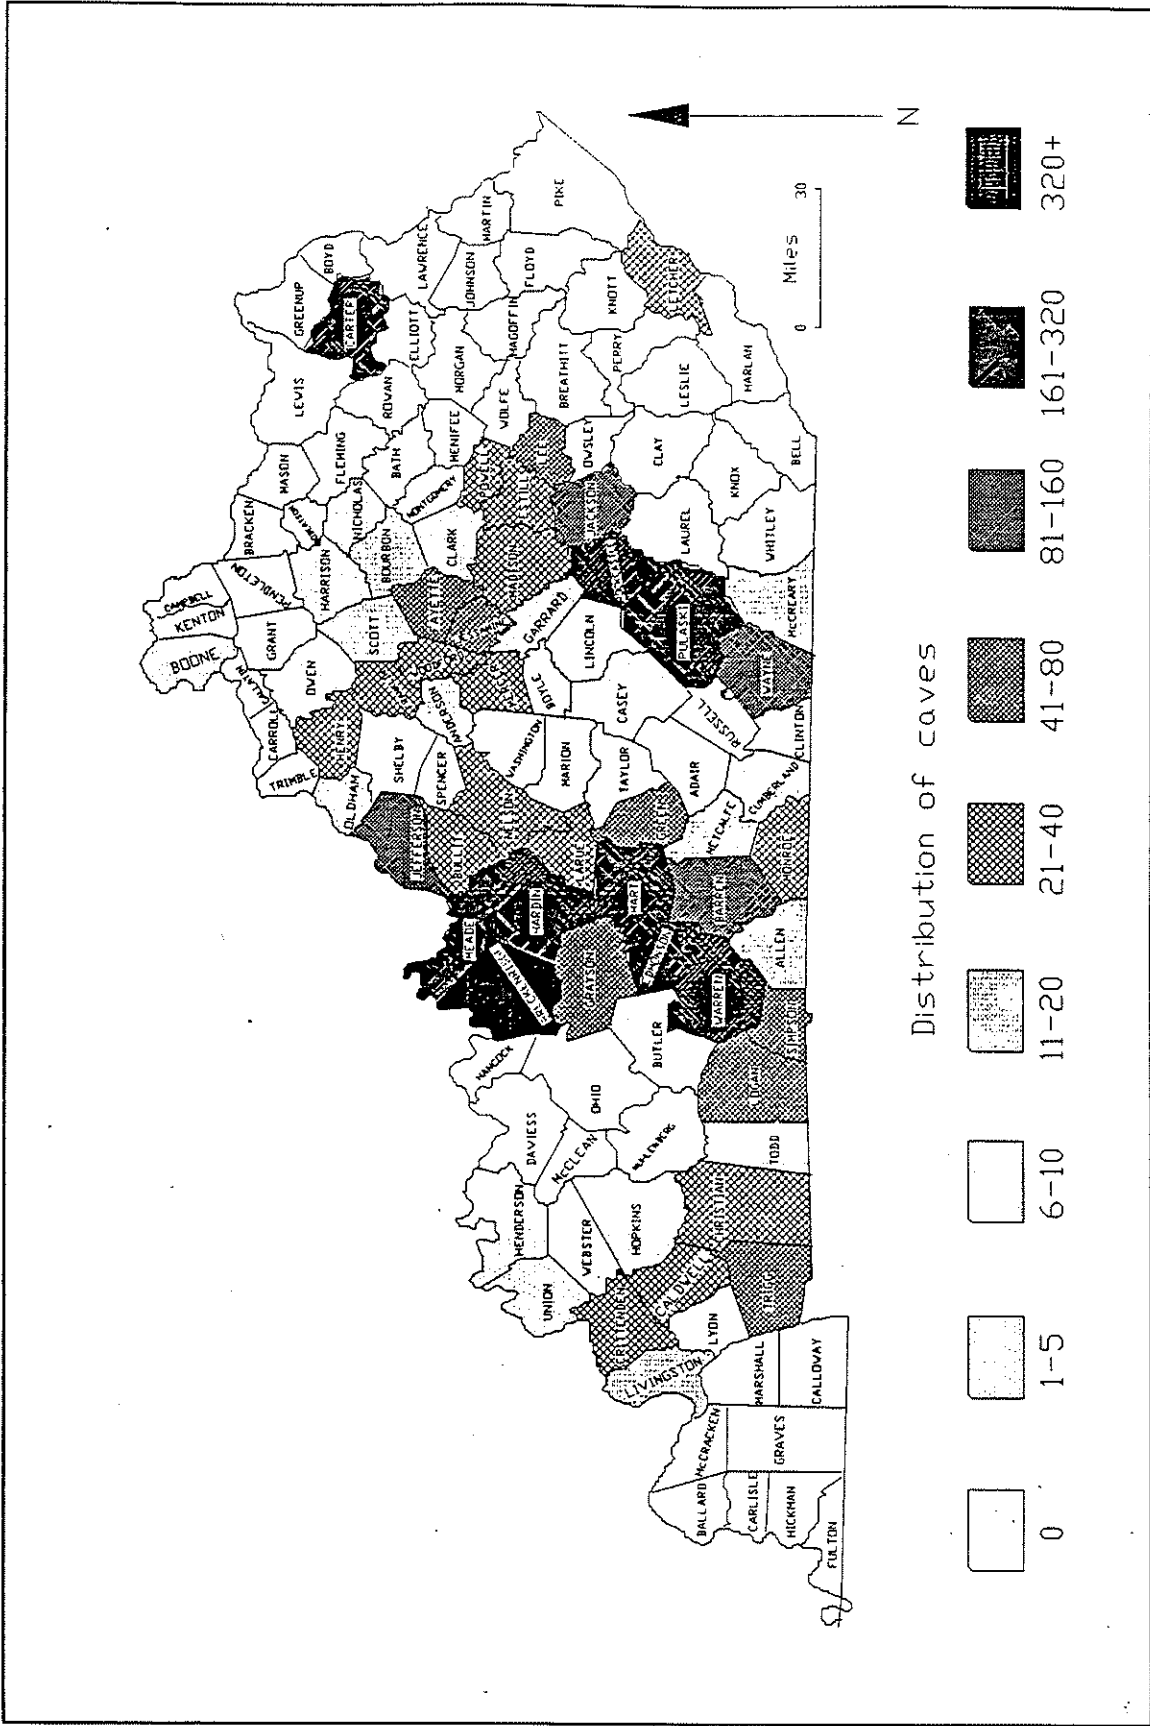 CAMPBELL
KENTON
BOONE
BRACKEN
PENDLETON
GRANT
GALLATIN
CARROLL
TRIMBLE
OWEN
HENRY
OLDHAM
MASON
LEWIS
GREENUP
BOYD
CARTER
FLEMING
NICHOLAS
HARRISON
SCOTT
BOURBON
ROWAN
BATH
MONTGOMERY
CLARK
FAYETTE
ELLIOTT
LAWRENCE
MARTIN
JOHNSON
MORGAN
MENIFEE
MAGOFFIN
FLOYD
PIKE
WOLFE
POWELL
LEE
ESTILL
BREATHITT
KNOTT
PERRY
LETCHER
OWSLEY
JACKSON
MADISON
GARRARD
LESLIE
CLAY
HARLAN
LAUREL
KNOX
BELL
WHITLEY
McCREARY
PULASKI
LINCOLN
BOYLE
CASEY
WAYNE
RUSSELL
CLINTON
CUMBERLAND
ADAIR
TAYLOR
MARION
WASHINGTON
ANDERSON
SPENCER
SHELBY
JEFFERSON
BULLITT
NELSON
LARUE
GREEN
METCALFE
MONROE
BARREN
HART
HARDIN
MEADE
BRECKENRIDGE
GRAYSON
EDMONSON
WARREN
ALLEN
SIMPSON
LOGAN
BUTLER
HANCOCK
OHIO
DAVIESS
McCLEAN
MUHLENBERG
TODD
HENDERSON
WEBSTER
HOPKINS
CHRISTIAN
UNION
CRITTENDEN
CALDWELL
TRIGG
LYON
LIVINGSTON
MARSHALL
CALLOWAY
McCRACKEN
GRAVES
BALLARD
CARLISLE
HICKMAN
FULTON
N
0 30
Miles
Distribution of caves
0 1-5 6-10 11-20 21-40 41-80 81-160 161-320 320+